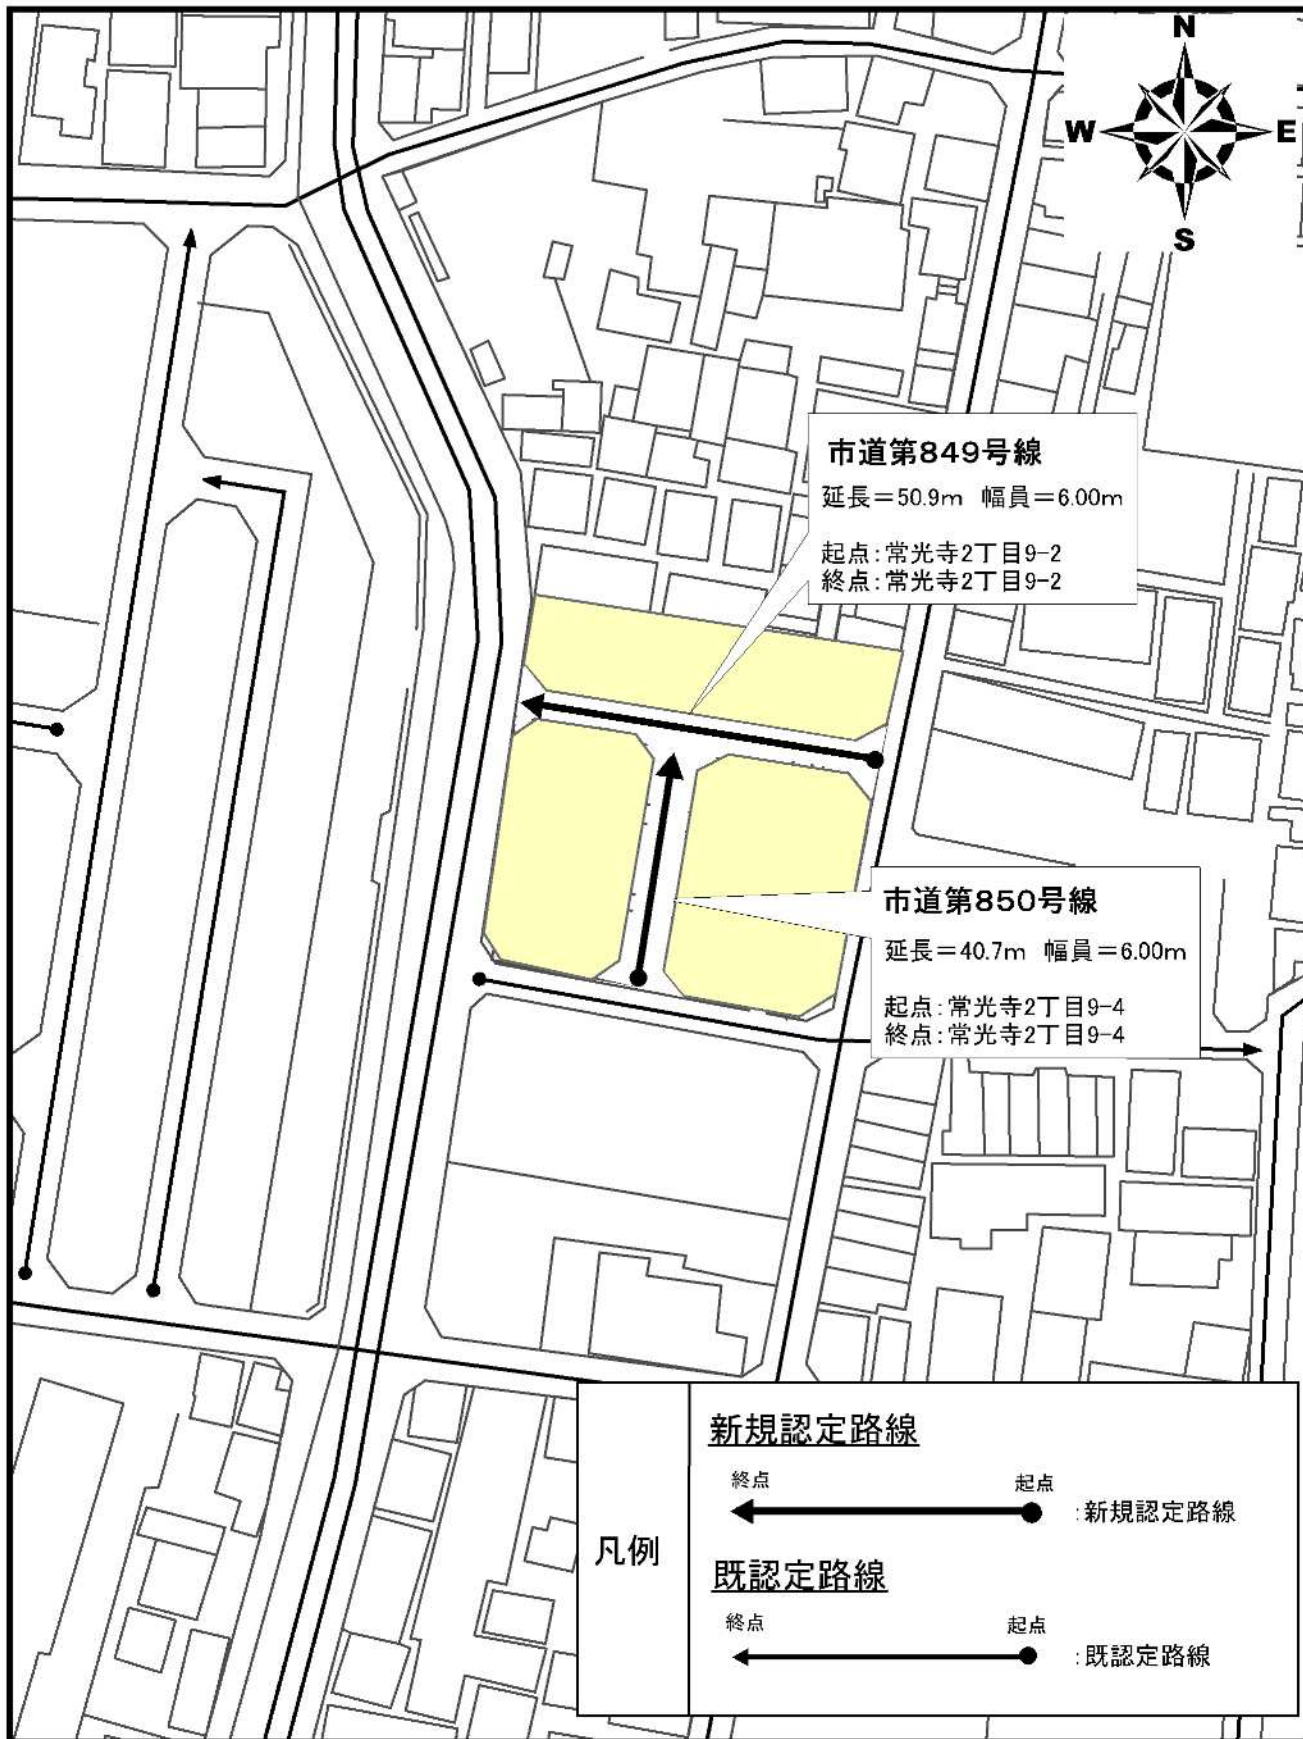 N
W
E
S
市道第849号線
延長＝50.9m 幅員＝6.00m
起点：常光寺2丁目9-2
終点：常光寺2丁目9-2
市道第850号線
延長＝40.7m 幅員＝6.00m
起点：常光寺2丁目9-4
終点：常光寺2丁目9-4
凡例
新規認定路線
終点 起点
：新規認定路線
既認定路線
終点 起点
：既認定路線